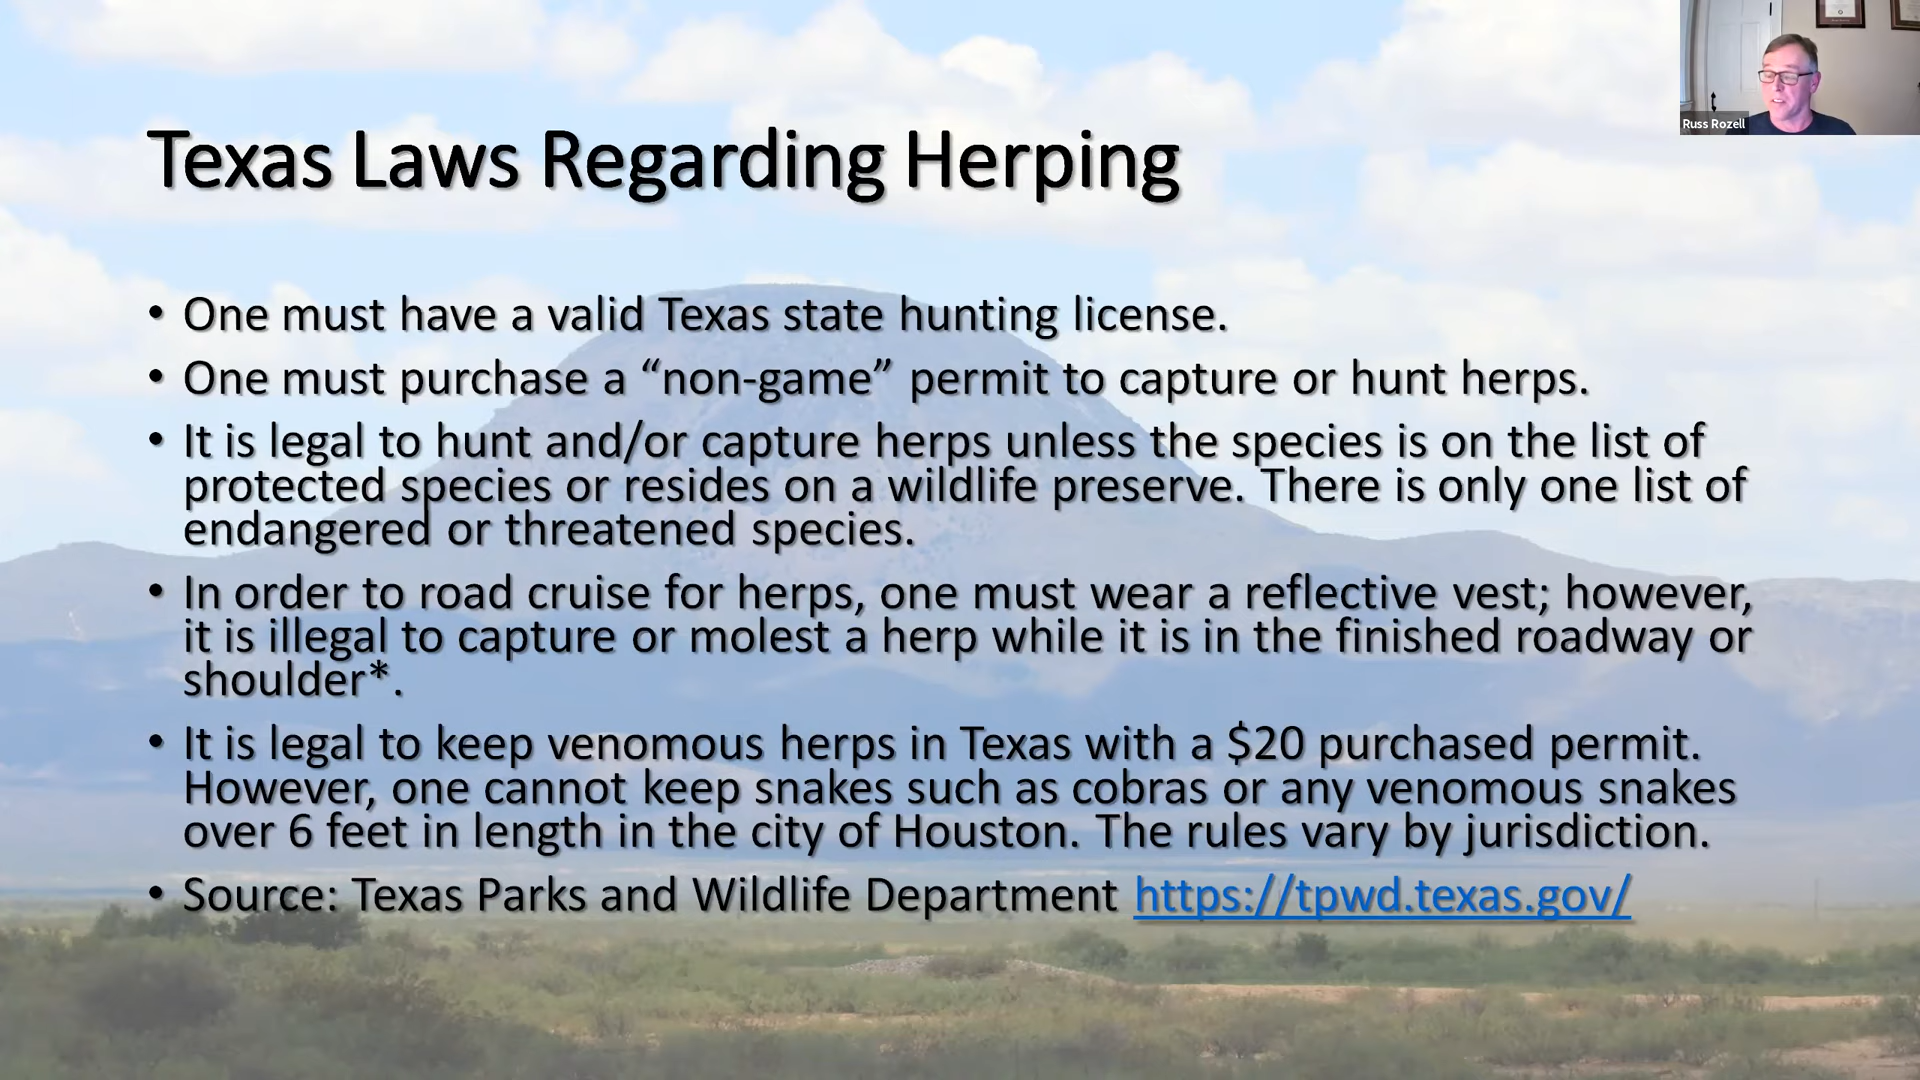 Russ Rozell
Texas Laws Regarding Herping
• One must have a valid Texas state hunting license.
• One must purchase a “non-game” permit to capture or hunt herps.
• It is legal to hunt and/or capture herps unless the species is on the list of
protected species or resides on a wildlife preserve. There is only one list of
endangered or threatened species.
• In order to road cruise for herps, one must wear a reflective vest; however,
it is illegal to capture or molest a herp while it is in the finished roadway or
shoulder*.
• It is legal to keep venomous herps in Texas with a $20 purchased permit.
However, one cannot keep snakes such as cobras or any venomous snakes
over 6 feet in length in the city of Houston. The rules vary by jurisdiction.
• Source: Texas Parks and Wildlife Department https://tpwd.texas.gov/